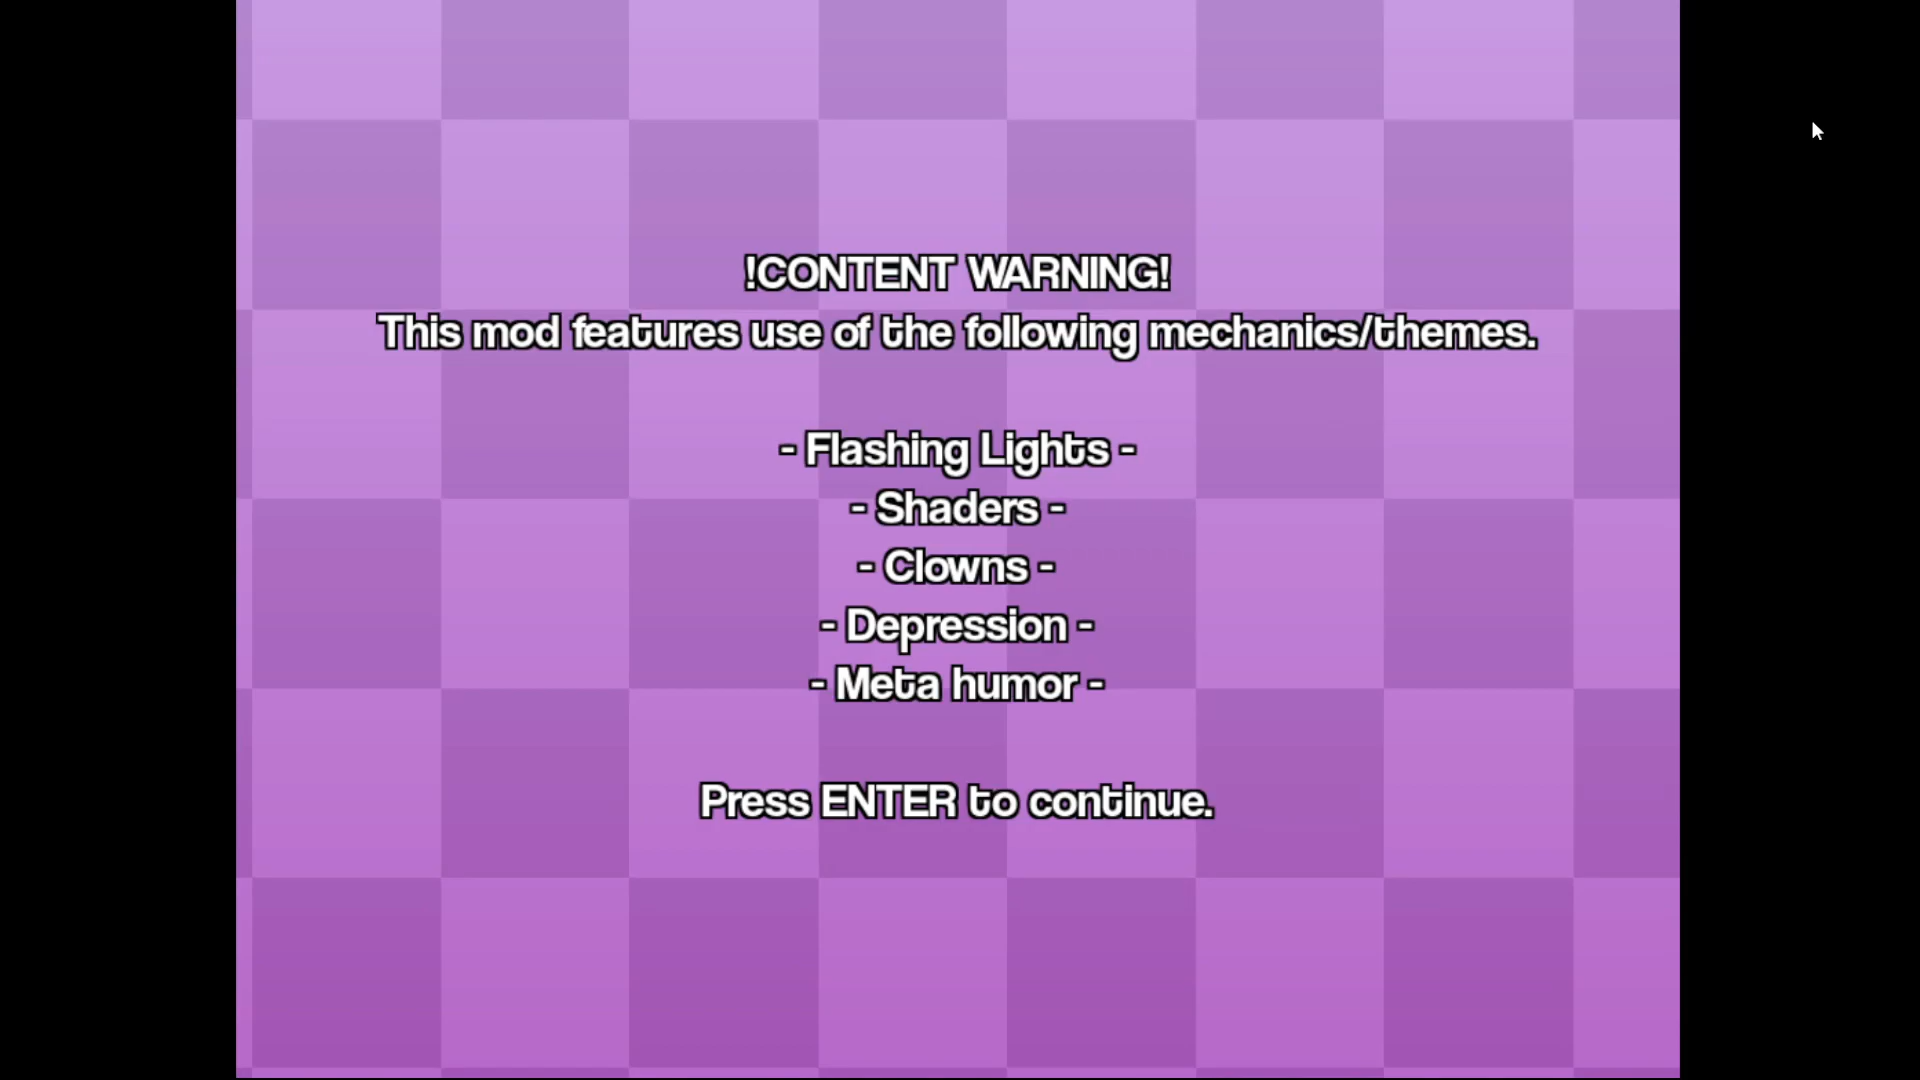 !CONTENT WARNING!
This mod features use of the following mechanics/themes.
- Flashing Lights -
- Shaders -
- Clowns -
- Depression -
- Meta humor -
Press ENTER to continue.